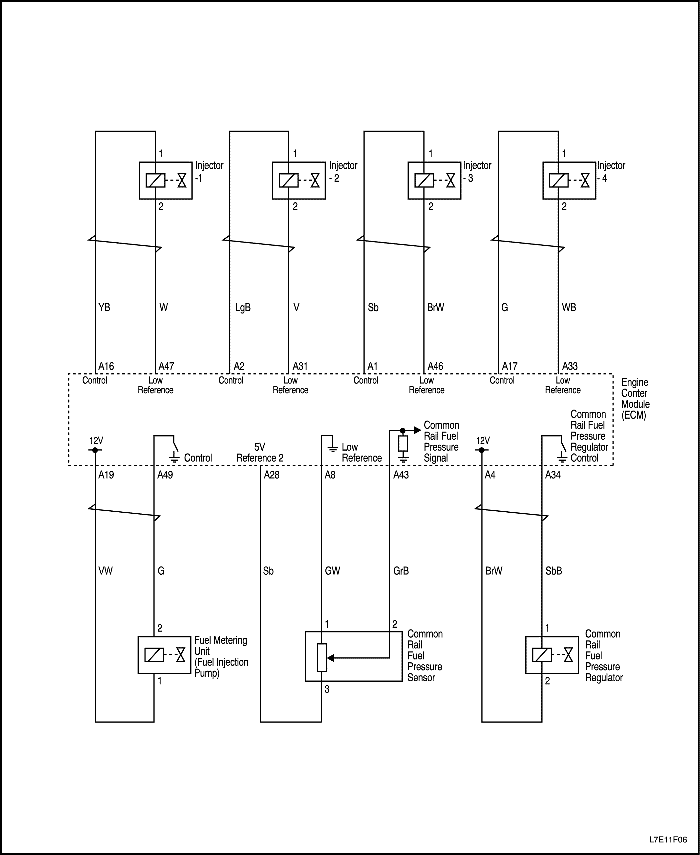 1 1 1 1
Injector
-1
Injector
- 2
Injector
- 3
Injector
- 4
2 2 2 2
YB W LgB V Sb BrW G WB
A16 A47 A2 A31 A1 A46 A17 A33
Control Low Control Low Control Low Control Low
Reference Reference Reference Reference
Engine
Conter
Module
(ECM)
12V
Control
5V
Reference 2
Low
Reference
Common
Rail Fuel
Pressure
Signal
12V
Common
Rail Fuel
Pressure
Regulator
Control
A19 A49 A28 A8 A43 A4 A34
VW G Sb GW GrB BrW SbB
2 1 2 1
Fuel Metering
Unit
(Fuel Injection
Pump)
Common
Rail
Fuel
Pressure
Sensor
Common
Rail
Fuel
Pressure
Regulator
1 3 2
L7E11F06